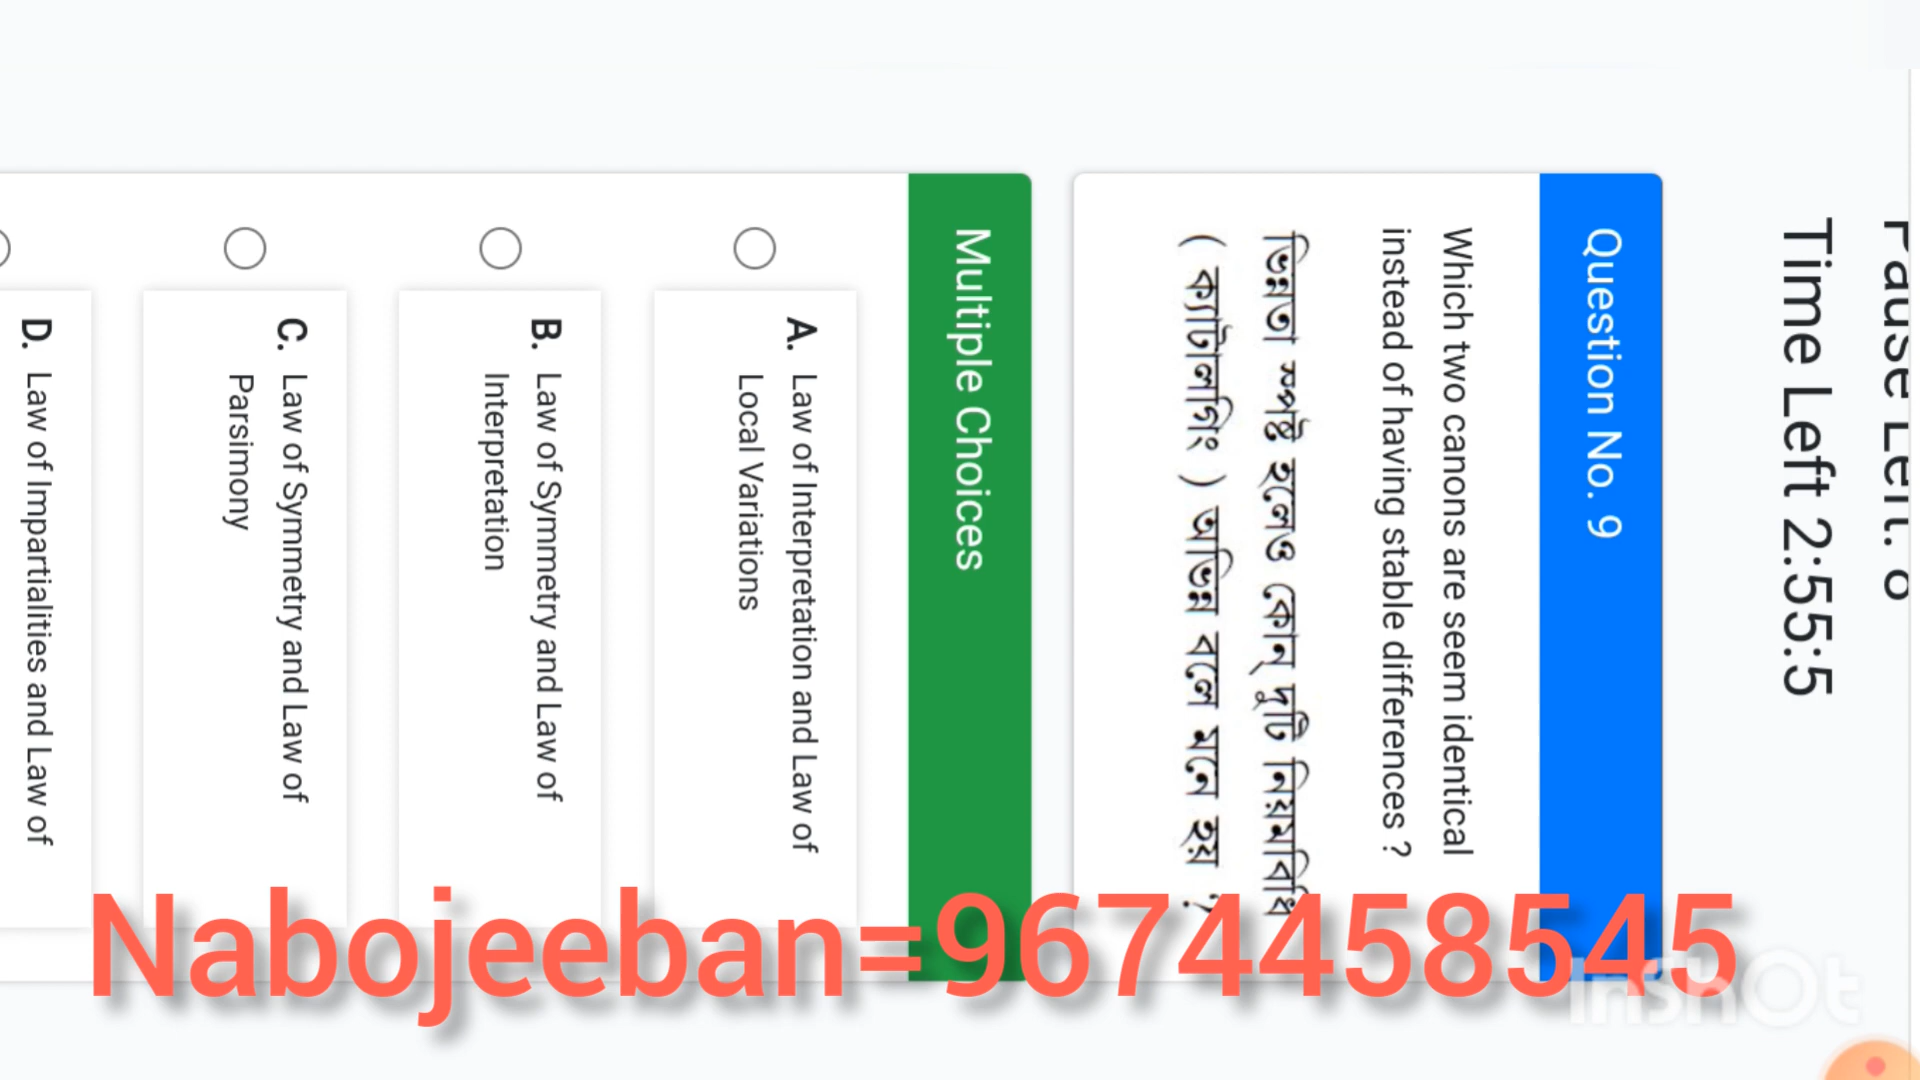 Time Left 2:55:5
Question No. 9
Which two canons are seem identical
instead of having stable differences ?
ভিন্নতা স্পষ্ট হলেও কোন্ দুটি নিয়মবিধি
( ক্যাটালগিং ) অভিন্ন বলে মনে হয় ?
Multiple Choices
A. Law of Interpretation and Law of
Local Variations
B. Law of Symmetry and Law of
Interpretation
C. Law of Symmetry and Law of
Parsimony
D. Law of Impartialities and Law of
Nabojeeban=9674458545
InShOt